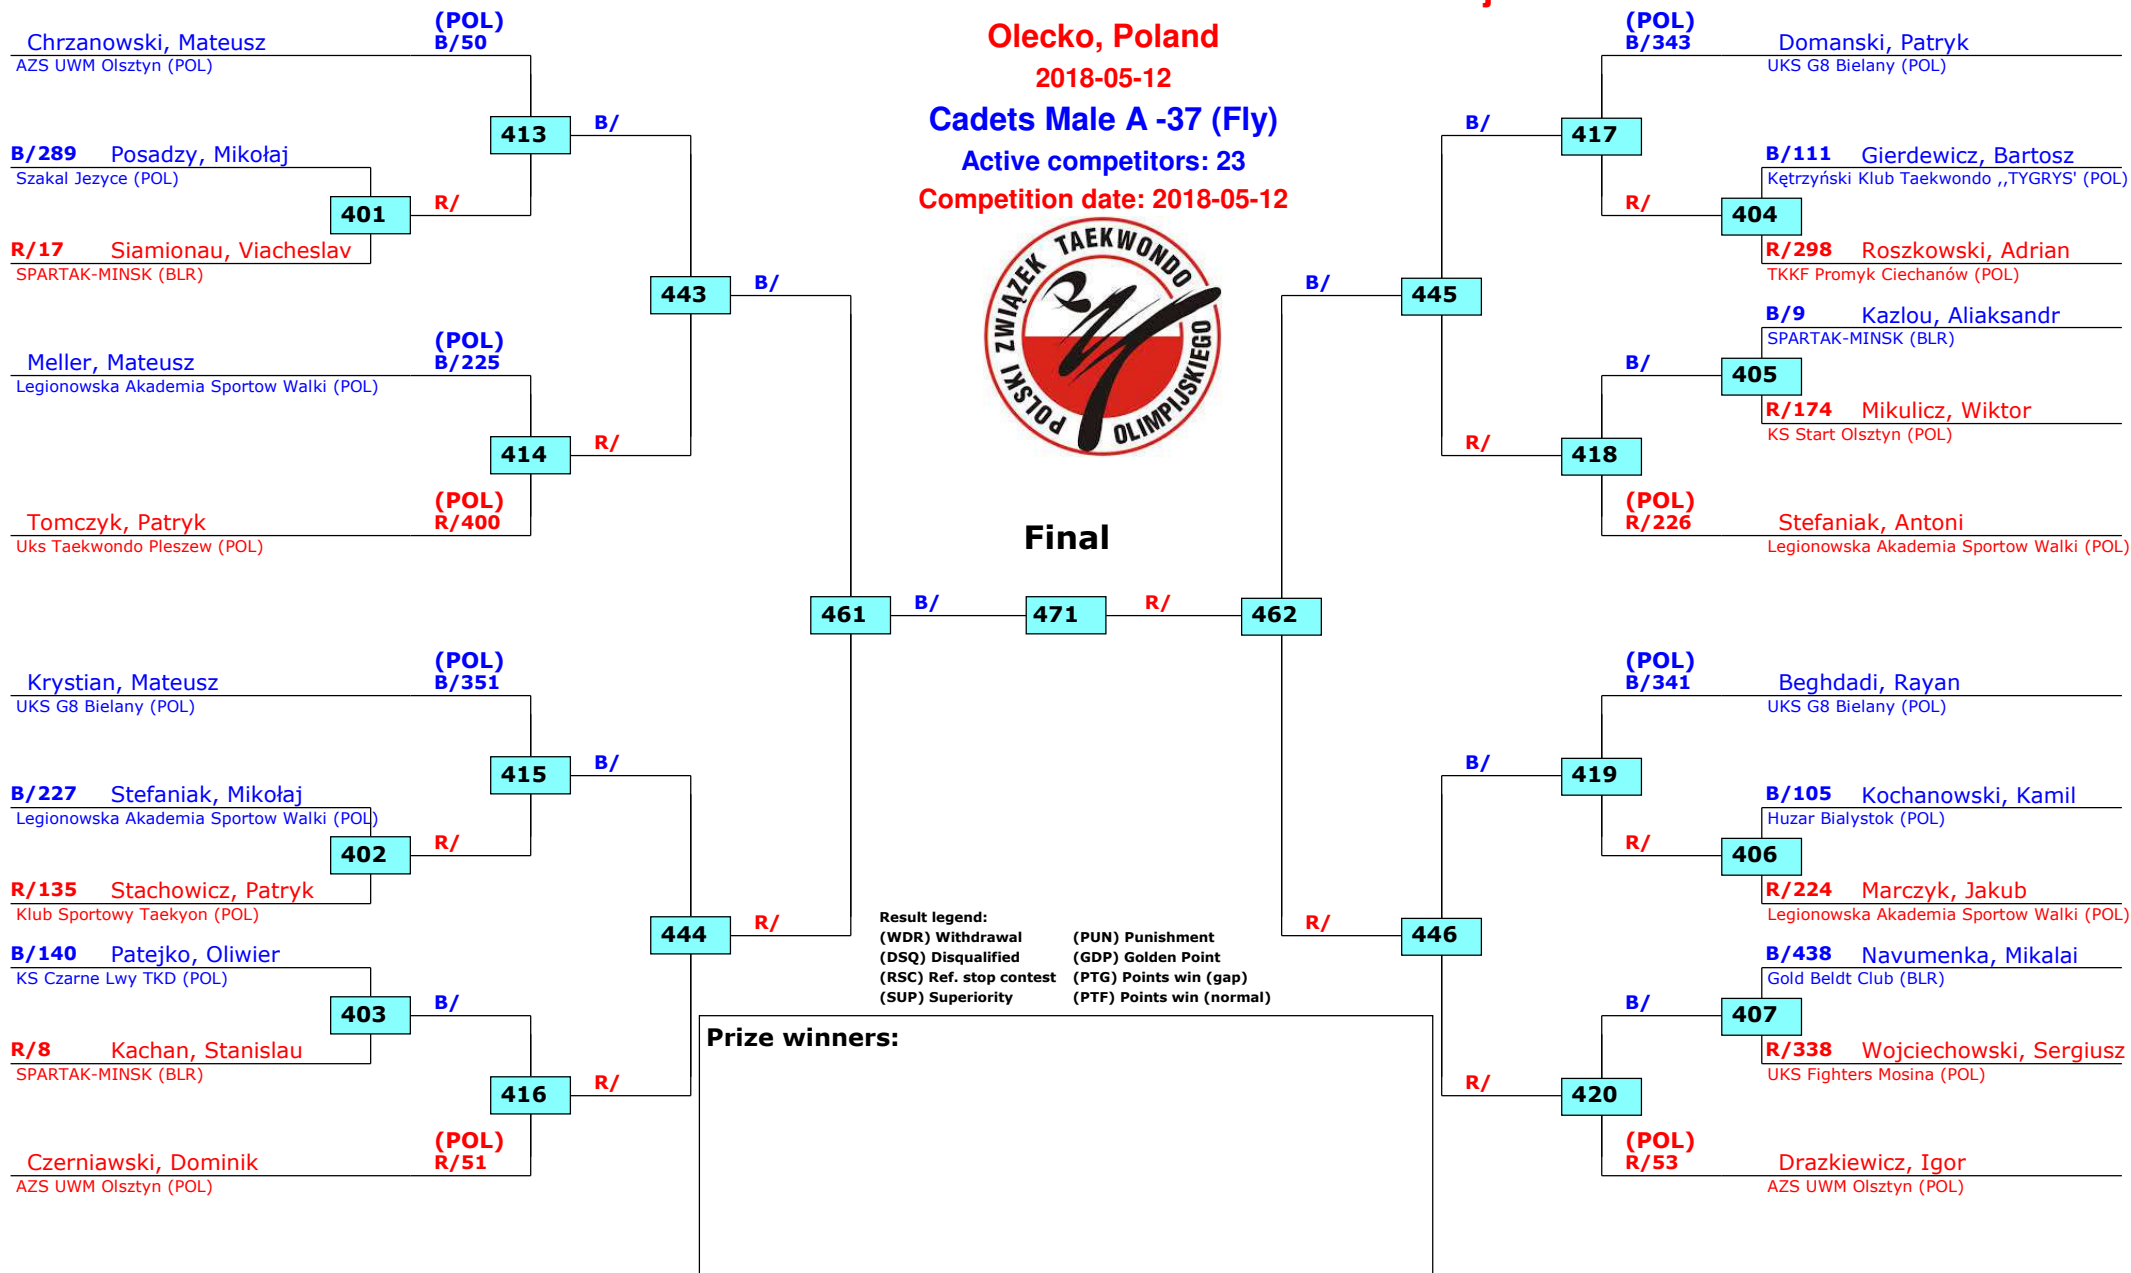 Olecko, Poland
2018-05-12
Cadets Male A -37 (Fly)
Active competitors: 23
Competition date: 2018-05-12
POLSKI ZWIĄZEK TAEKWONDO OLIMPIJSKIEGO
(POL)
Chrzanowski, Mateusz B/50
AZS UWM Olsztyn (POL)
413 B/
B/289 Posadzy, Mikołaj
Szakal Jezyce (POL)
401 R/
R/17 Siamionau, Viacheslav
SPARTAK-MINSK (BLR)
443 B/
(POL)
Meller, Mateusz B/225
Legionowska Akademia Sportow Walki (POL)
414 R/
(POL)
Tomczyk, Patryk R/400
Uks Taekwondo Pleszew (POL)
(POL)
Krystian, Mateusz B/351
UKS G8 Bielany (POL)
415 B/
B/227 Stefaniak, Mikołaj
Legionowska Akademia Sportow Walki (POL)
402 R/
R/135 Stachowicz, Patryk
Klub Sportowy Taekyon (POL)
444 R/
B/140 Patejko, Oliwier
KS Czarne Lwy TKD (POL)
403 B/
R/8 Kachan, Stanislau
SPARTAK-MINSK (BLR)
416 R/
(POL)
Czerniawski, Dominik R/51
AZS UWM Olsztyn (POL)
Final
461 B/ 471 R/ 462
(POL)
B/343 Domanski, Patryk
UKS G8 Bielany (POL)
B/ 417
B/111 Gierdewicz, Bartosz
Kętrzyński Klub Taekwondo ,,TYGRYS' (POL)
R/ 404
R/298 Roszkowski, Adrian
TKKF Promyk Ciechanów (POL)
B/ 445
B/9 Kazlou, Aliaksandr
SPARTAK-MINSK (BLR)
B/ 405
R/174 Mikulicz, Wiktor
KS Start Olsztyn (POL)
R/ 418
(POL)
R/226 Stefaniak, Antoni
Legionowska Akademia Sportow Walki (POL)
(POL)
B/341 Beghdadi, Rayan
UKS G8 Bielany (POL)
B/ 419
B/105 Kochanowski, Kamil
Huzar Bialystok (POL)
R/ 406
R/224 Marczyk, Jakub
Legionowska Akademia Sportow Walki (POL)
R/ 446
B/438 Navumenka, Mikalai
Gold Beldt Club (BLR)
B/ 407
R/338 Wojciechowski, Sergiusz
UKS Fighters Mosina (POL)
R/ 420
(POL)
R/53 Drazkiewicz, Igor
AZS UWM Olsztyn (POL)
Result legend:
(WDR) Withdrawal (PUN) Punishment
(DSQ) Disqualified (GDP) Golden Point
(RSC) Ref. stop contest (PTG) Points win (gap)
(SUP) Superiority (PTF) Points win (normal)
Prize winners: